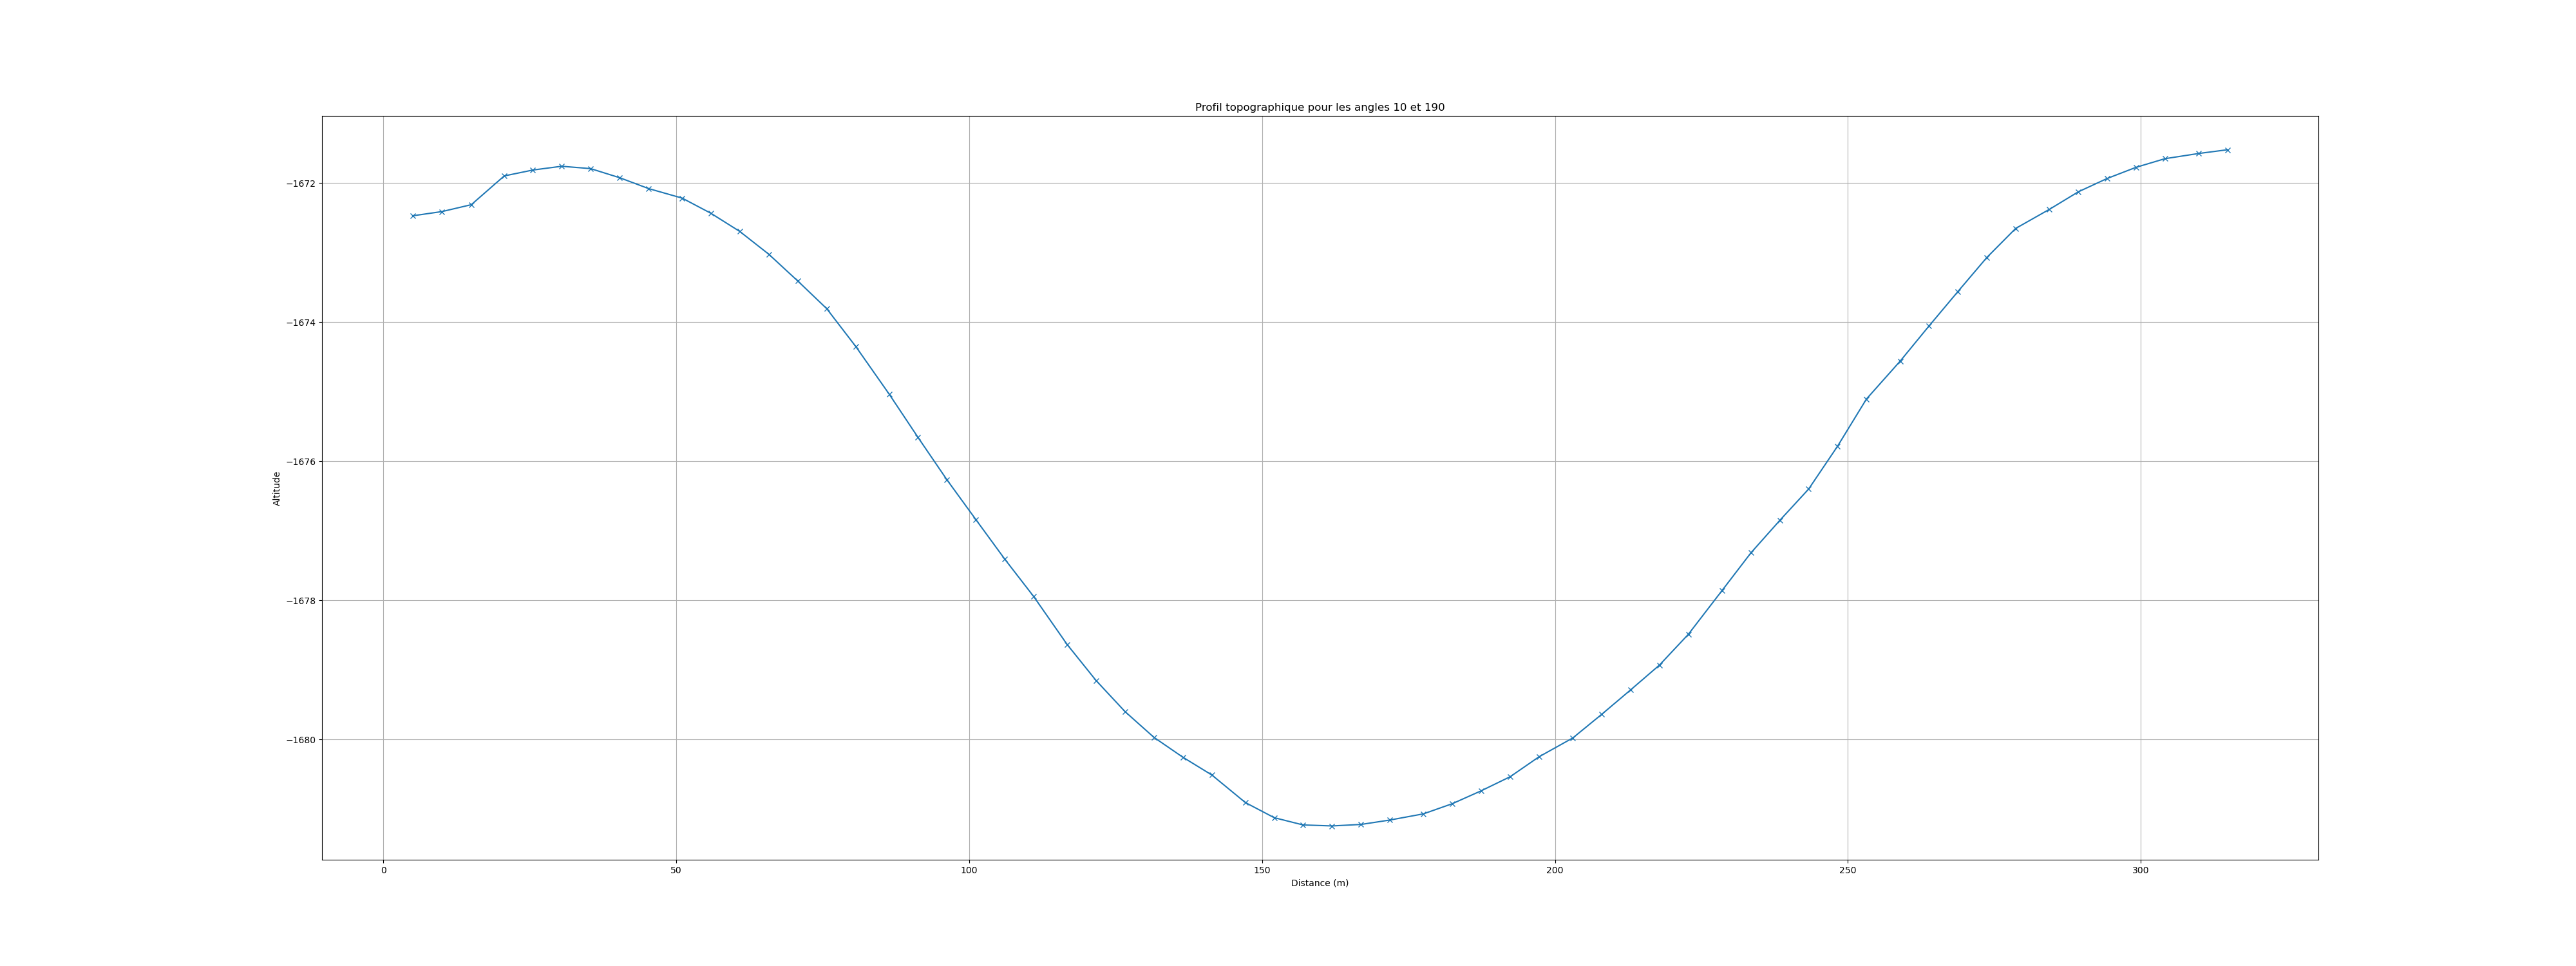 Profil topographique pour les angles 10 et 190
Altitude
−1672
−1674
−1676
−1678
−1680
0 50 100 150 200 250 300
Distance (m)